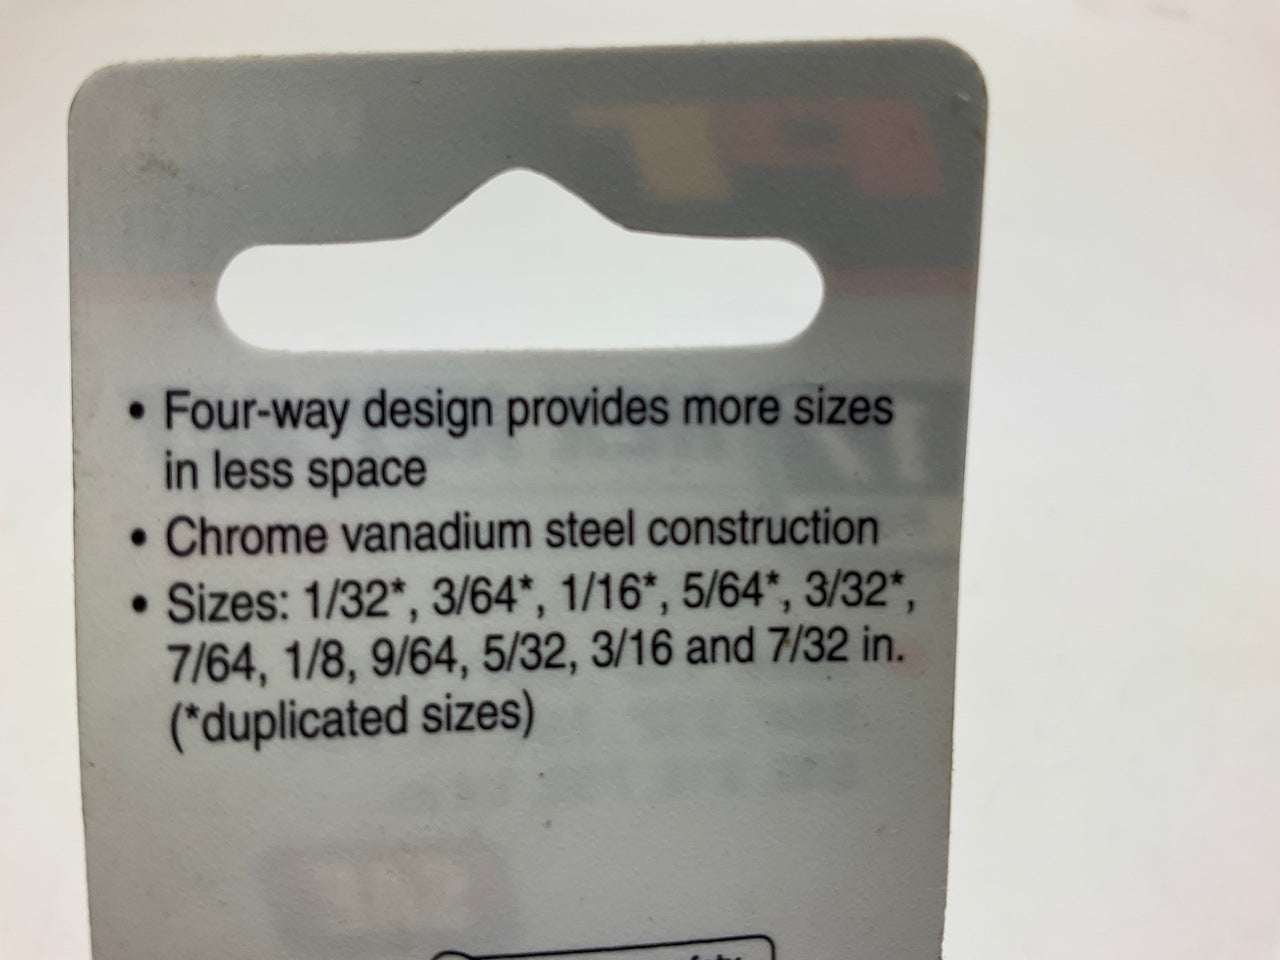 • Four-way design provides more sizes
in less space
• Chrome vanadium steel construction
• Sizes: 1/32*, 3/64*, 1/16*, 5/64*, 3/32*,
7/64, 1/8, 9/64, 5/32, 3/16 and 7/32 in.
(*duplicated sizes)